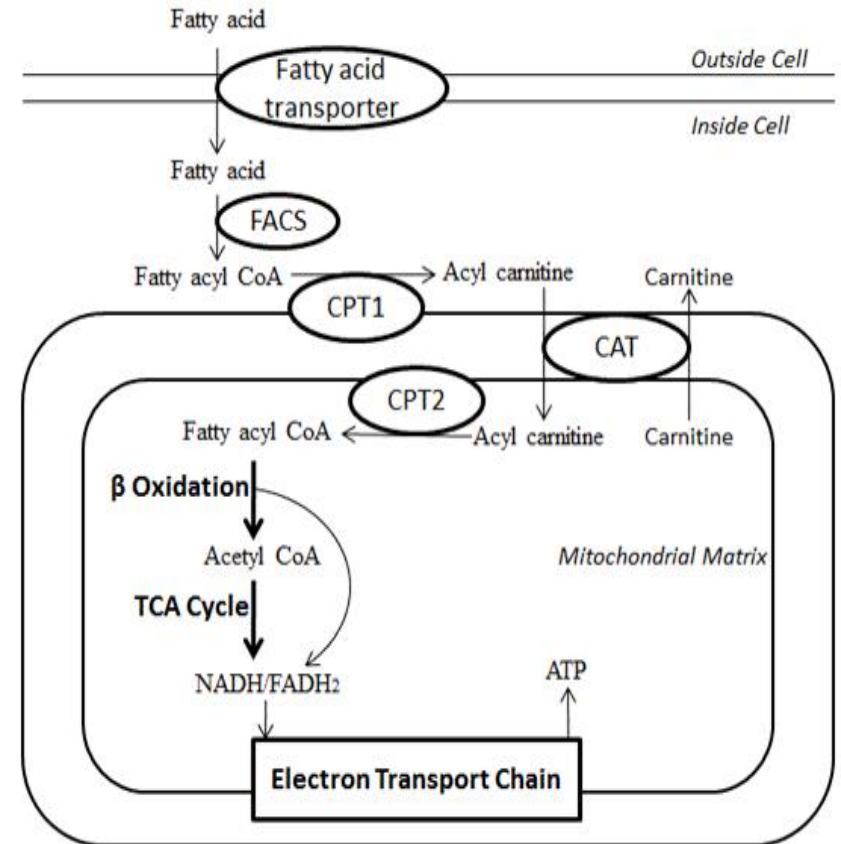 Fatty acid
Outside Cell
Fatty acid
transporter
Inside Cell
Fatty acid
FACS
Fatty acyl CoA
Acyl carnitine
Carnitine
CPT1
CAT
CPT2
Fatty acyl CoA
Acyl carnitine
Carnitine
β Oxidation
Acetyl CoA
Mitochondrial Matrix
TCA Cycle
NADH/FADH₂
ATP
Electron Transport Chain